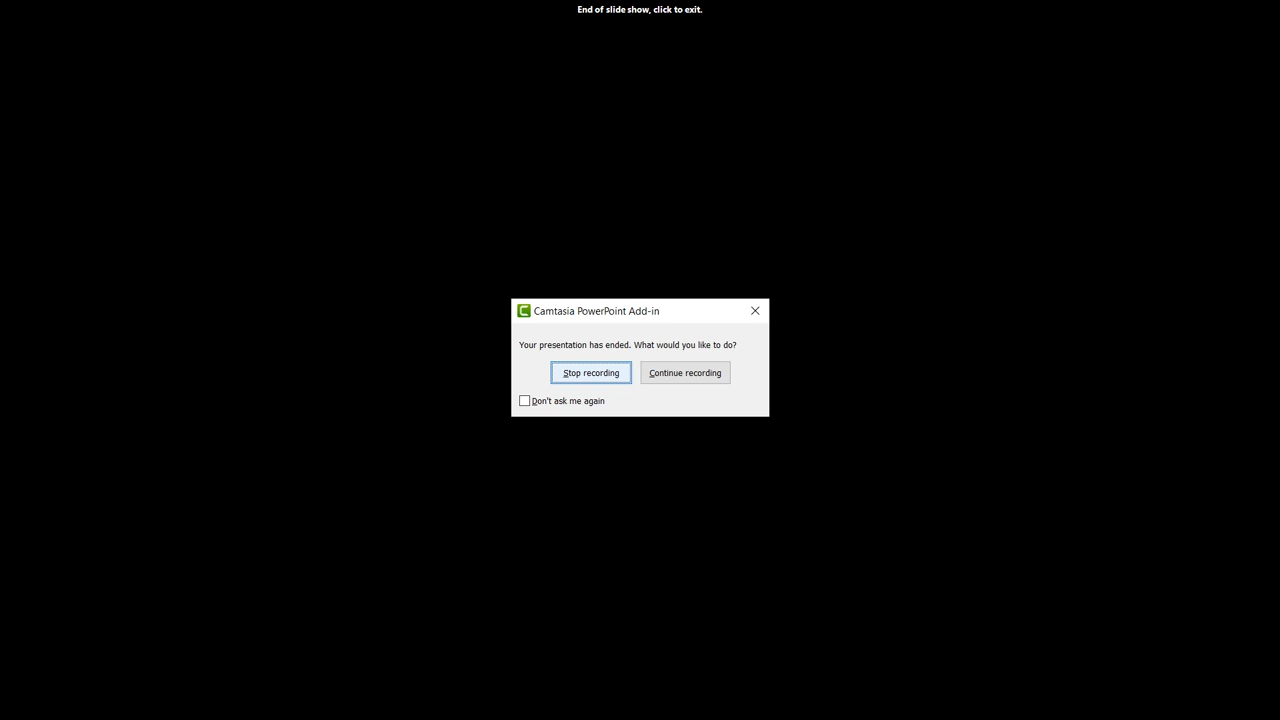 End of slide show, click to exit.
Camtasia PowerPoint Add-in
Your presentation has ended. What would you like to do?
Stop recording
Continue recording
Don't ask me again